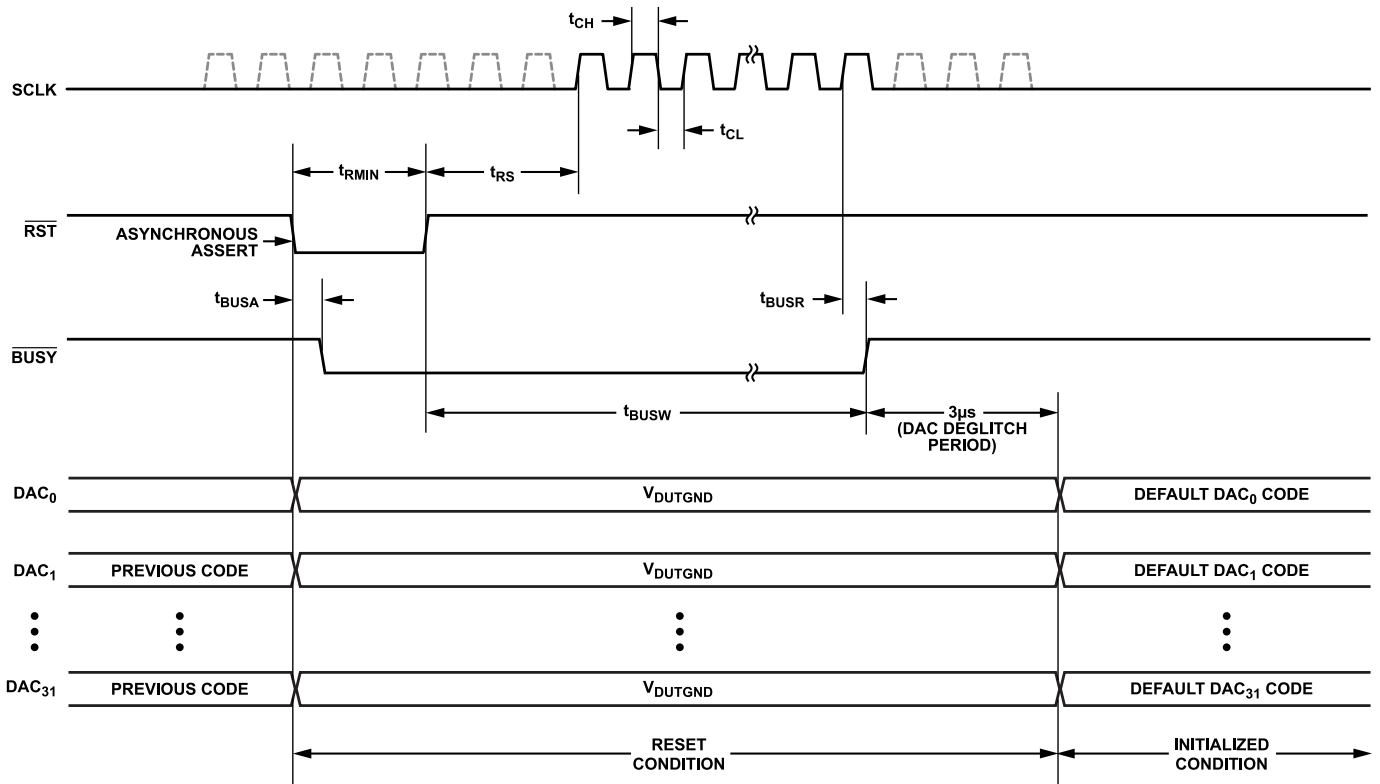 tCH
SCLK
tCL
tRMIN
tRS
RST
ASYNCHRONOUS
ASSERT
tBUSA
tBUSR
BUSY
tBUSW
3µs
(DAC DEGLITCH
PERIOD)
DAC0
VDUTGND
DEFAULT DAC0 CODE
DAC1
PREVIOUS CODE
VDUTGND
DEFAULT DAC1 CODE
DAC31
PREVIOUS CODE
VDUTGND
DEFAULT DAC31 CODE
RESET
CONDITION
INITIALIZED
CONDITION